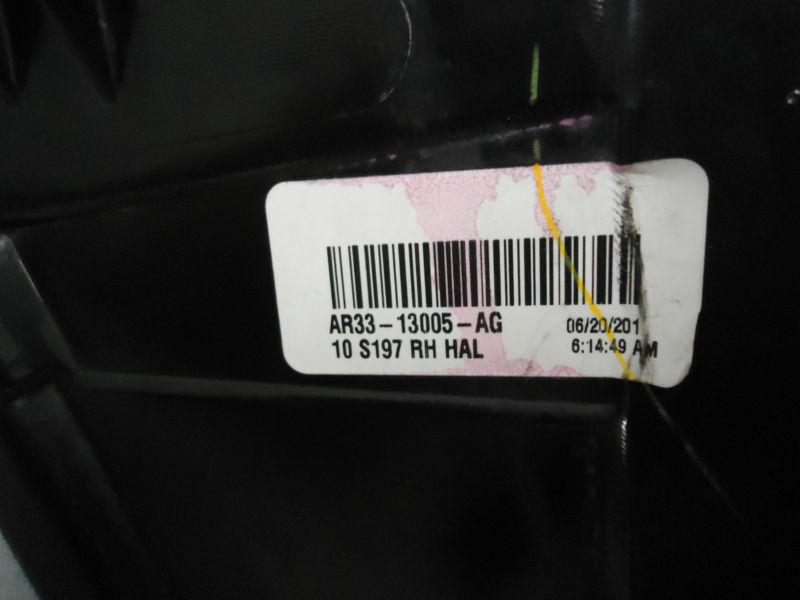 AR33-13005-AG 06/20/201
10 S197 RH HAL 6:14:49 AM